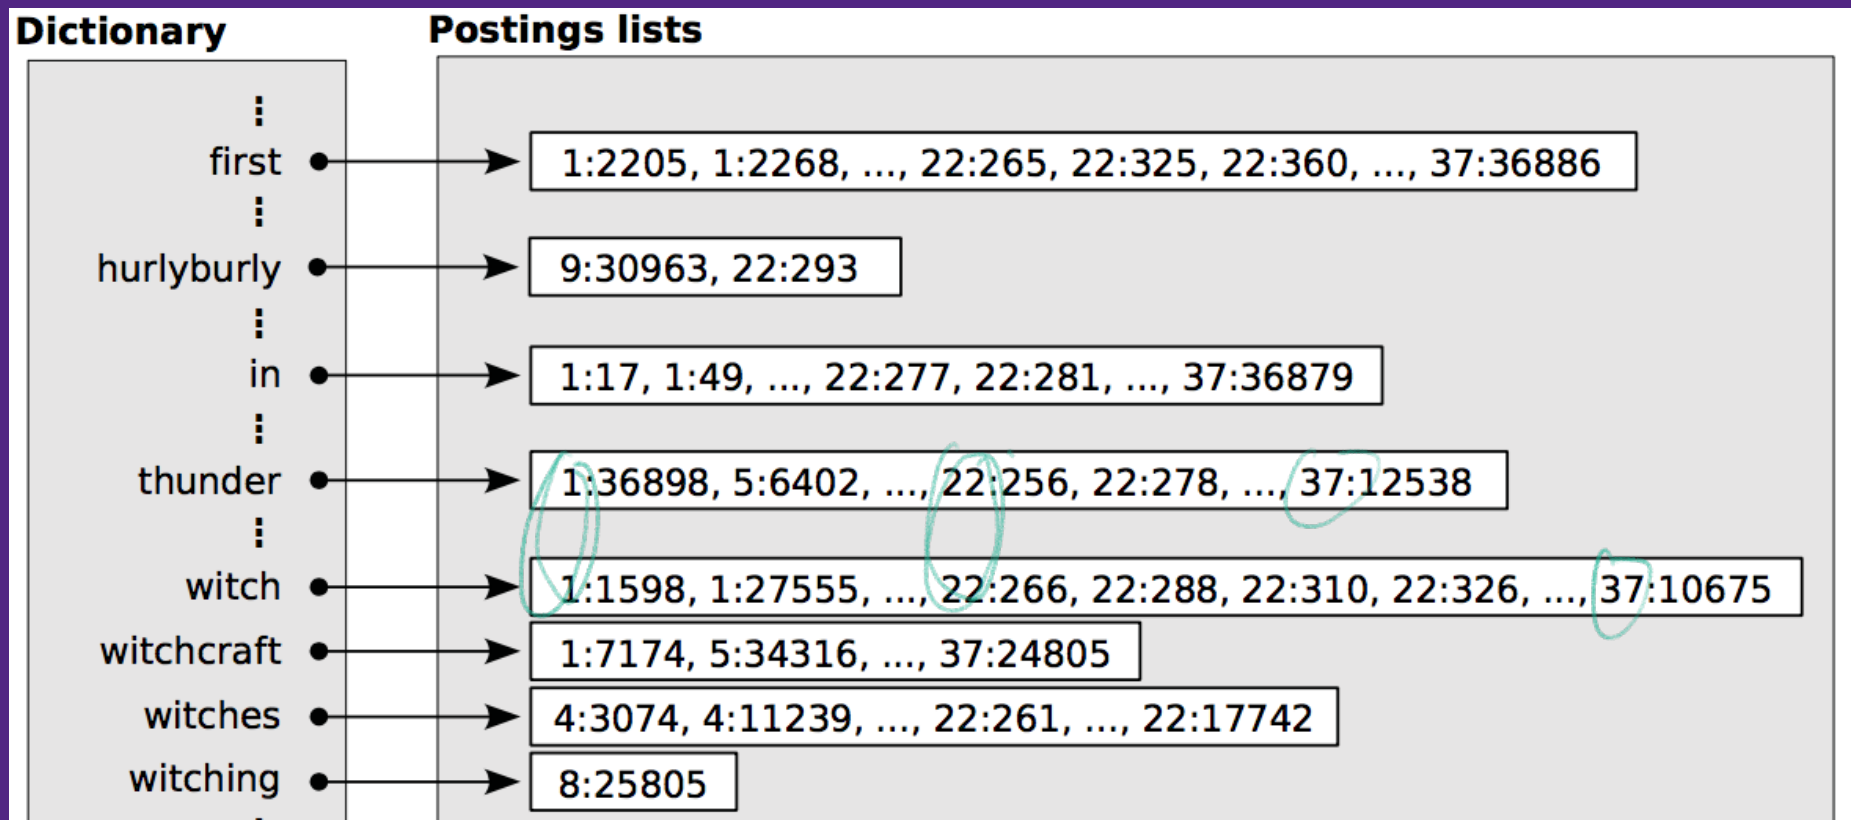 Dictionary Postings lists
⋮
first 1:2205, 1:2268, ..., 22:265, 22:325, 22:360, ..., 37:36886
⋮
hurlyburly 9:30963, 22:293
⋮
in 1:17, 1:49, ..., 22:277, 22:281, ..., 37:36879
⋮
thunder 1:36898, 5:6402, ..., 22:256, 22:278, ..., 37:12538
⋮
witch 1:1598, 1:27555, ..., 22:266, 22:288, 22:310, 22:326, ..., 37:10675
witchcraft 1:7174, 5:34316, ..., 37:24805
witches 4:3074, 4:11239, ..., 22:261, ..., 22:17742
witching 8:25805